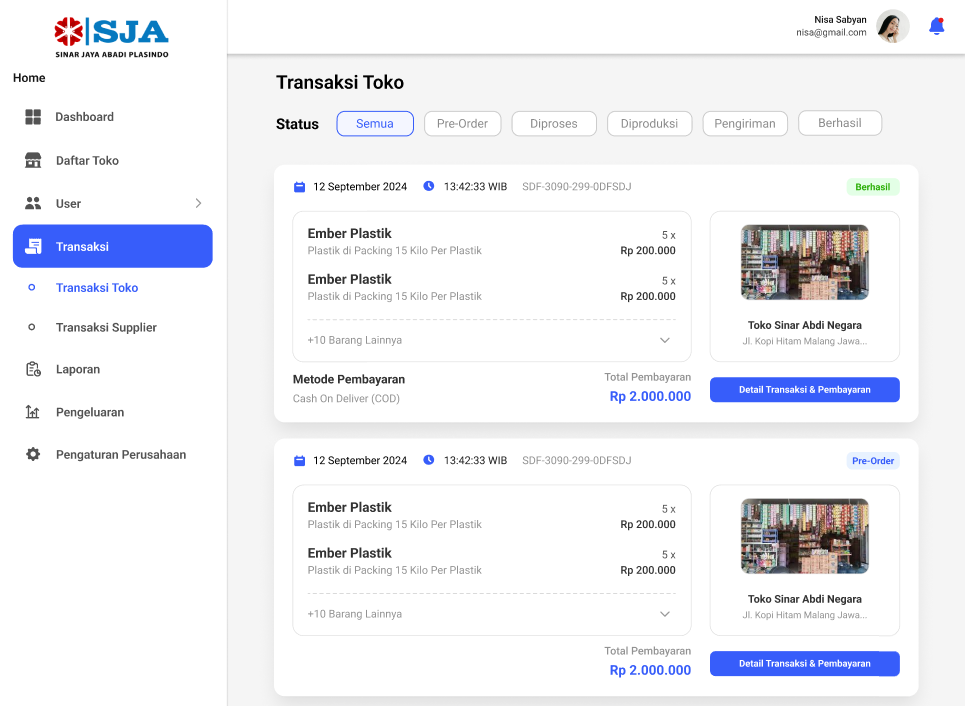 SJA
SINAR JAYA ABADI PLASINDO
Home
Dashboard
Daftar Toko
User
Transaksi
Transaksi Toko
Transaksi Supplier
Laporan
Pengeluaran
Pengaturan Perusahaan
Nisa Sabyan
nisa@gmail.com
Transaksi Toko
Status Semua Pre-Order Diproses Diproduksi Pengiriman Berhasil
12 September 2024 13:42:33 WIB SDF-3090-299-0DFSDJ Berhasil
Ember Plastik 5 x
Plastik di Packing 15 Kilo Per Plastik Rp 200.000
Ember Plastik 5 x
Plastik di Packing 15 Kilo Per Plastik Rp 200.000
+10 Barang Lainnya
Toko Sinar Abdi Negara
Jl. Kopi Hitam Malang Jawa...
Metode Pembayaran
Cash On Deliver (COD)
Total Pembayaran
Rp 2.000.000
Detail Transaksi & Pembayaran
12 September 2024 13:42:33 WIB SDF-3090-299-0DFSDJ Pre-Order
Ember Plastik 5 x
Plastik di Packing 15 Kilo Per Plastik Rp 200.000
Ember Plastik 5 x
Plastik di Packing 15 Kilo Per Plastik Rp 200.000
+10 Barang Lainnya
Toko Sinar Abdi Negara
Jl. Kopi Hitam Malang Jawa...
Total Pembayaran
Rp 2.000.000
Detail Transaksi & Pembayaran